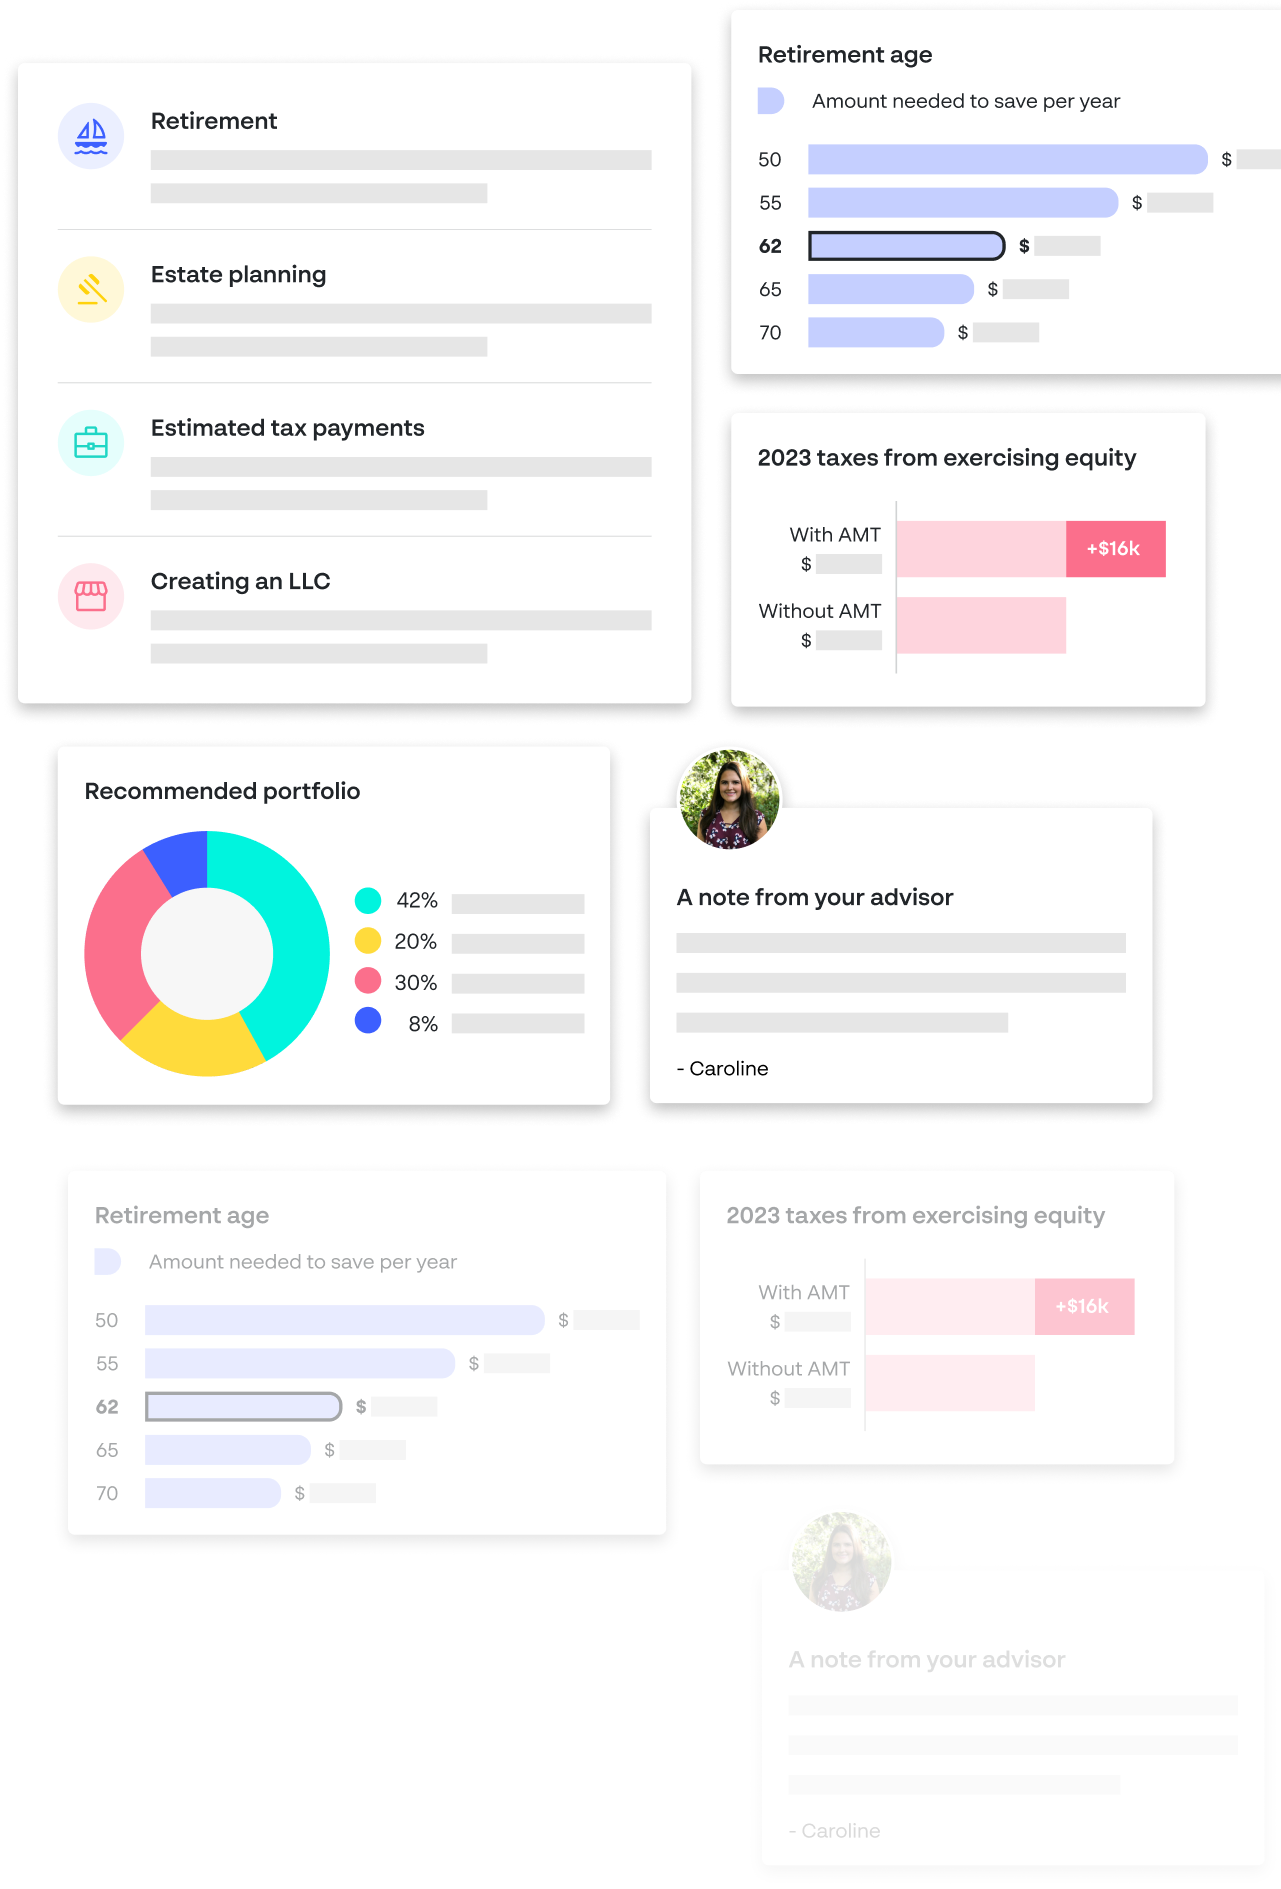 Retirement
Estate planning
Estimated tax payments
Creating an LLC
Retirement age
Amount needed to save per year
50 $
55 $
62 $
65 $
70 $
2023 taxes from exercising equity
With AMT
$
+$16k
Without AMT
$
Recommended portfolio
42%
20%
30%
8%
A note from your advisor
- Caroline
Retirement age
Amount needed to save per year
50 $
55 $
62 $
65 $
70 $
2023 taxes from exercising equity
With AMT
$
+$16k
Without AMT
$
A note from your advisor
- Caroline